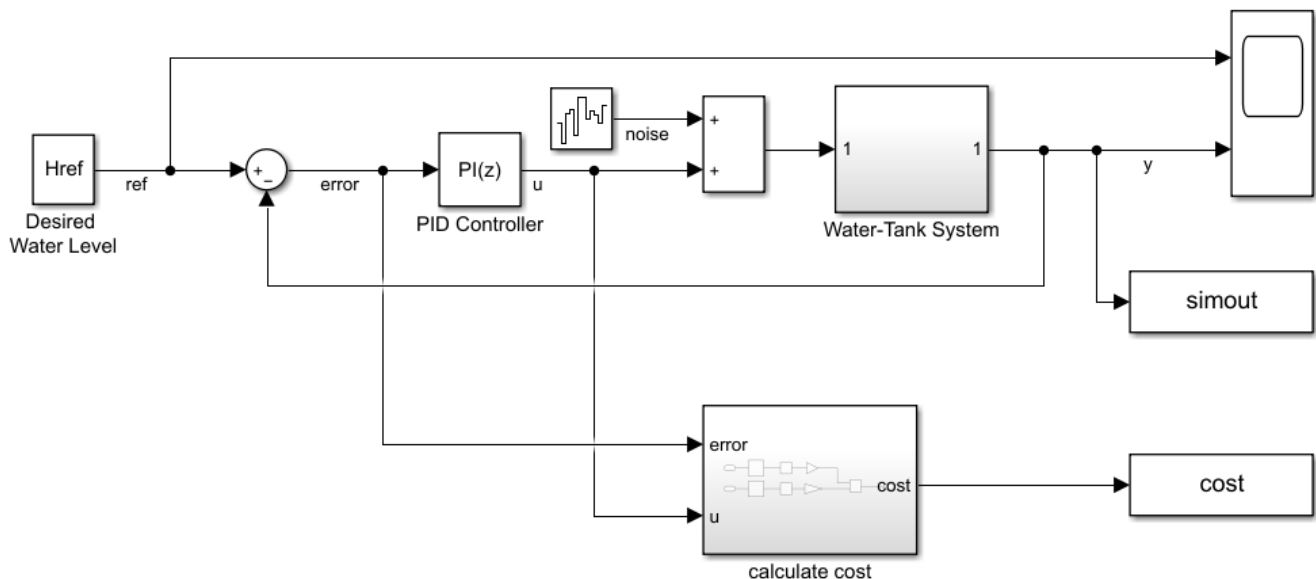 noise
+
+
Href
ref
+
−
error
PI(z)
u
1
1
y
Desired
Water Level
PID Controller
Water-Tank System
simout
error
cost
u
cost
calculate cost